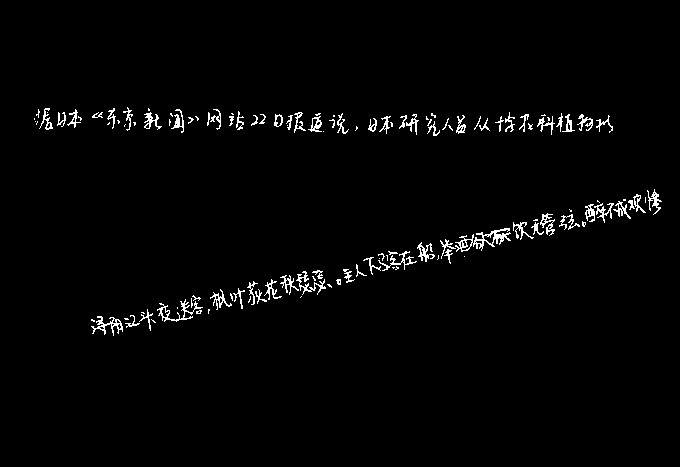 据日本《东京新闻》网站22日报道说,日本研究人员从悙农科植物抄
浔阳江头夜送客,枫叶荻花秋瑟瑟。主人下马客在船,举酒欲饮无管弦。醉不成欢惨